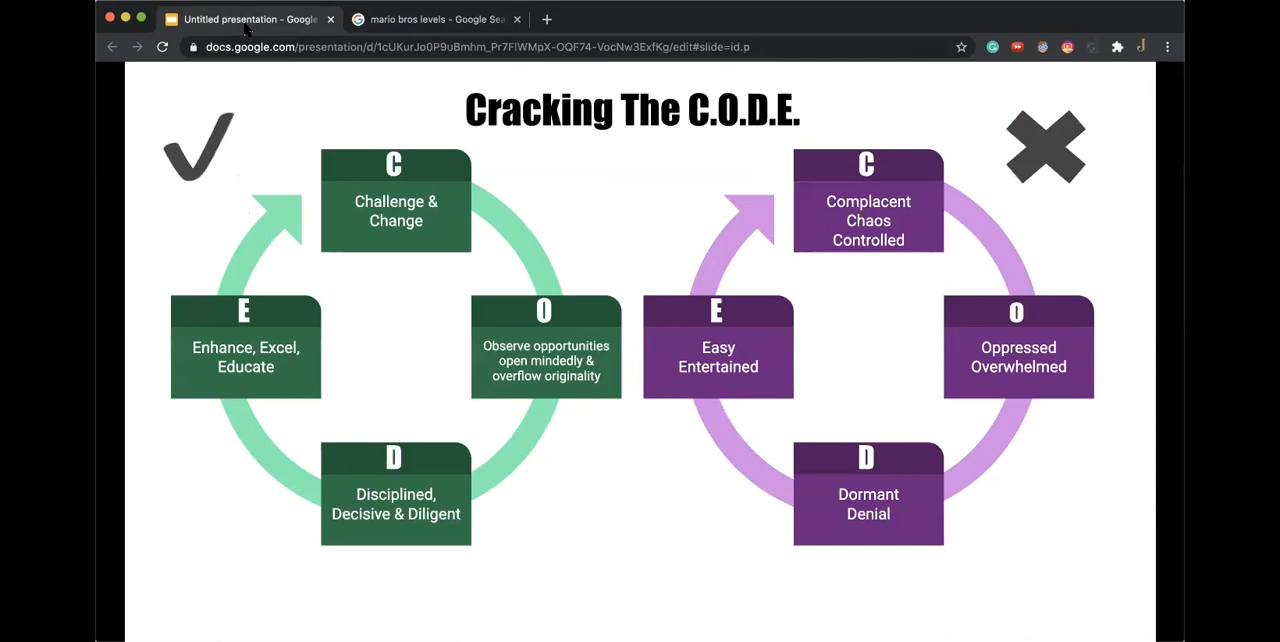 Untitled presentation - Google
mario bros levels - Google Sea
docs.google.com/presentation/d/1cUKurJo0P9uBmhm_Pr7FlWMpX-OQF74-VocNw3ExfKg/edit#slide=id.p
Cracking The C.O.D.E.
C
Challenge &
Change
O
Observe opportunities
open mindedly &
overflow originality
D
Disciplined,
Decisive & Diligent
E
Enhance, Excel,
Educate
C
Complacent
Chaos
Controlled
O
Oppressed
Overwhelmed
D
Dormant
Denial
E
Easy
Entertained